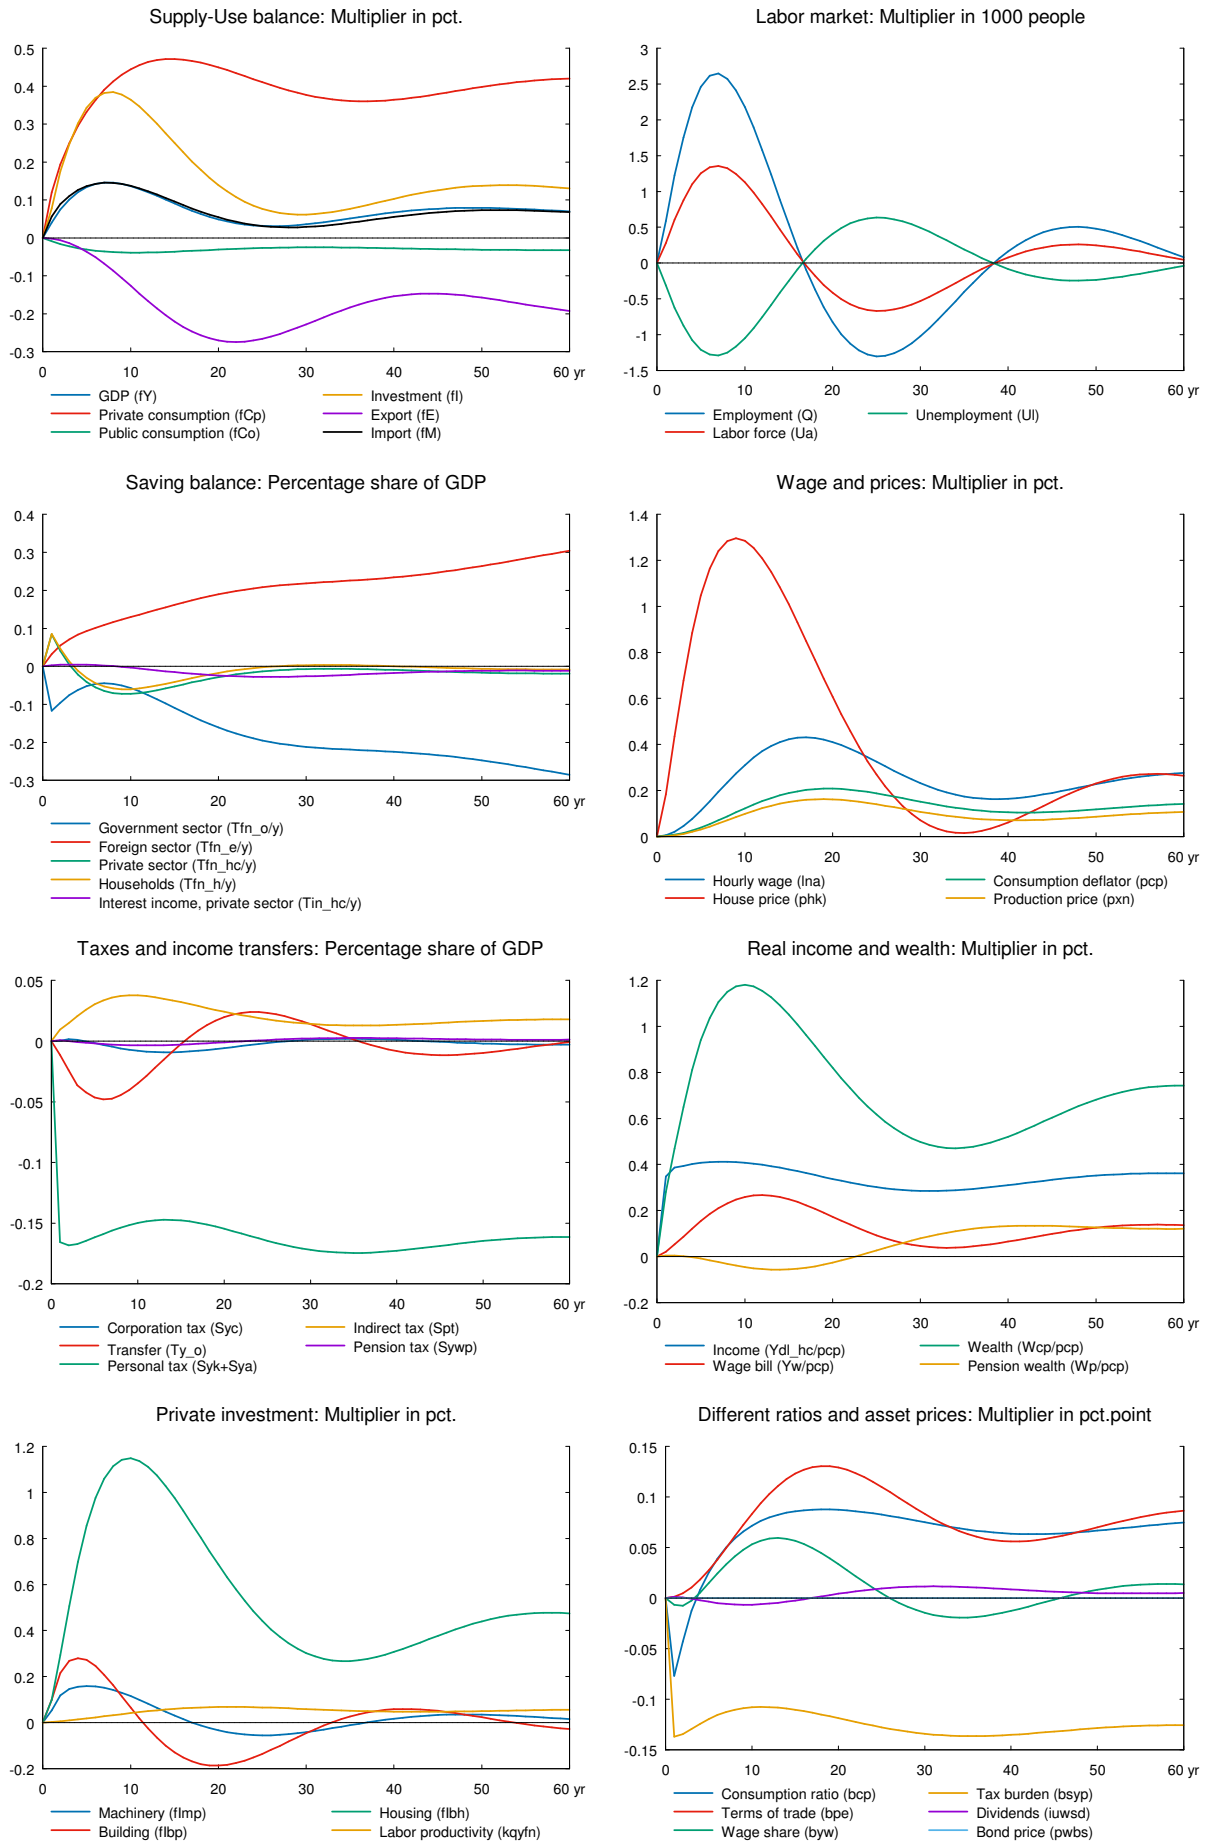 Supply-Use balance: Multiplier in pct.
0.5
0.4
0.3
0.2
0.1
0
-0.1
-0.2
-0.3
0 10 20 30 40 50 60 yr
GDP (fY)
Private consumption (fCp)
Public consumption (fCo)
Investment (fI)
Export (fE)
Import (fM)
Labor market: Multiplier in 1000 people
3
2.5
2
1.5
1
0.5
0
-0.5
-1
-1.5
0 10 20 30 40 50 60 yr
Employment (Q)
Labor force (Ua)
Unemployment (Ul)
Saving balance: Percentage share of GDP
0.4
0.3
0.2
0.1
0
-0.1
-0.2
-0.3
0 10 20 30 40 50 60 yr
Government sector (Tfn_o/y)
Foreign sector (Tfn_e/y)
Private sector (Tfn_hc/y)
Households (Tfn_h/y)
Interest income, private sector (Tin_hc/y)
Wage and prices: Multiplier in pct.
1.4
1.2
1
0.8
0.6
0.4
0.2
0
0 10 20 30 40 50 60 yr
Hourly wage (lna)
House price (phk)
Consumption deflator (pcp)
Production price (pxn)
Taxes and income transfers: Percentage share of GDP
0.05
0
-0.05
-0.1
-0.15
-0.2
0 10 20 30 40 50 60 yr
Corporation tax (Syc)
Transfer (Ty_o)
Personal tax (Syk+Sya)
Indirect tax (Spt)
Pension tax (Sywp)
Real income and wealth: Multiplier in pct.
1.2
1
0.8
0.6
0.4
0.2
0
-0.2
0 10 20 30 40 50 60 yr
Income (Ydl_hc/pcp)
Wage bill (Yw/pcp)
Wealth (Wcp/pcp)
Pension wealth (Wp/pcp)
Private investment: Multiplier in pct.
1.2
1
0.8
0.6
0.4
0.2
0
-0.2
0 10 20 30 40 50 60 yr
Machinery (fImp)
Building (fIbp)
Housing (fIbh)
Labor productivity (kqyfn)
Different ratios and asset prices: Multiplier in pct.point
0.15
0.1
0.05
0
-0.05
-0.1
-0.15
0 10 20 30 40 50 60 yr
Consumption ratio (bcp)
Terms of trade (bpe)
Wage share (byw)
Tax burden (bsyp)
Dividends (iuwsd)
Bond price (pwbs)